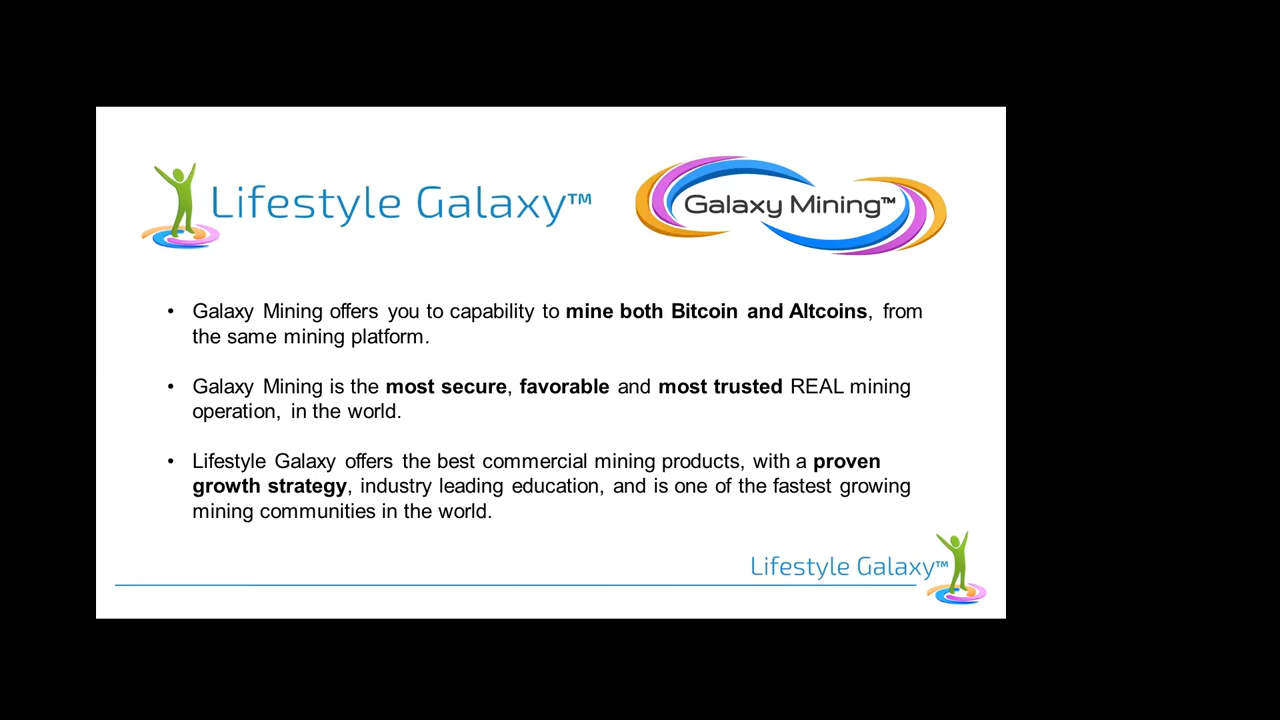 Lifestyle Galaxy™
Galaxy Mining™
• Galaxy Mining offers you to capability to mine both Bitcoin and Altcoins, from
the same mining platform.
• Galaxy Mining is the most secure, favorable and most trusted REAL mining
operation, in the world.
• Lifestyle Galaxy offers the best commercial mining products, with a proven
growth strategy, industry leading education, and is one of the fastest growing
mining communities in the world.
Lifestyle Galaxy™